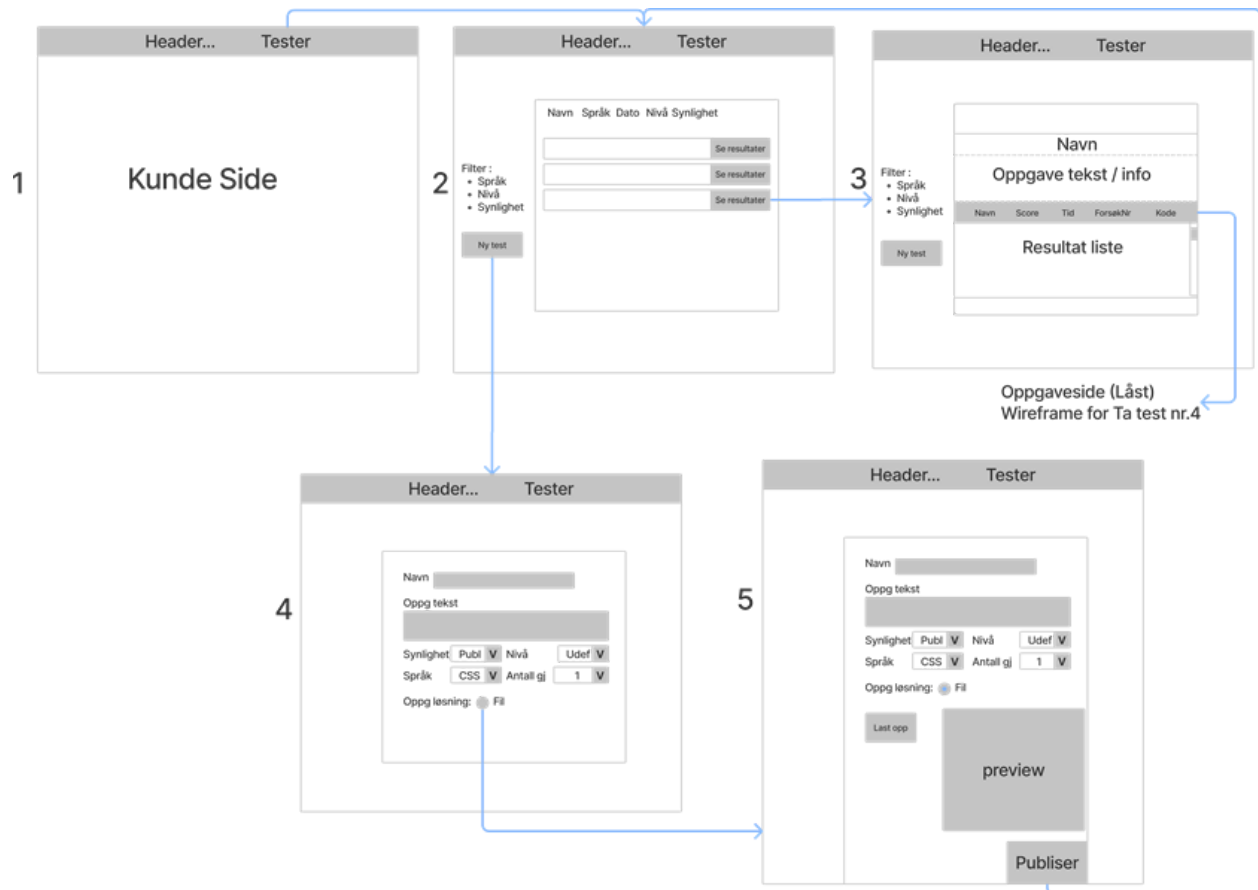 Header... Tester
1
Kunde Side
Header... Tester
2
Navn Språk Dato Nivå Synlighet
Se resultater
Se resultater
Se resultater
Filter :
• Språk
• Nivå
• Synlighet
Ny test
Header... Tester
3
Filter :
• Språk
• Nivå
• Synlighet
Ny test
Navn
Oppgave tekst / info
Navn Score Tid ForsøkNr Kode
Resultat liste
Oppgaveside (Låst)
Wireframe for Ta test nr.4
Header... Tester
4
Navn
Oppg tekst
Synlighet Publ V Nivå Udef V
Språk CSS V Antall gj 1 V
Oppg løsning: Fil
Header... Tester
5
Navn
Oppg tekst
Synlighet Publ V Nivå Udef V
Språk CSS V Antall gj 1 V
Oppg løsning: Fil
Last opp
preview
Publiser